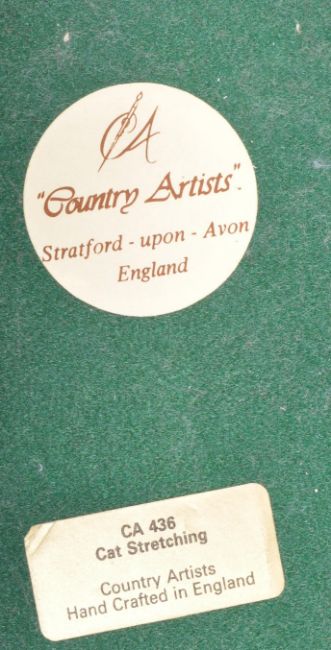 CA
"Country Artists".
Stratford - upon - Avon
England
CA 436
Cat Stretching
Country Artists
Hand Crafted in England